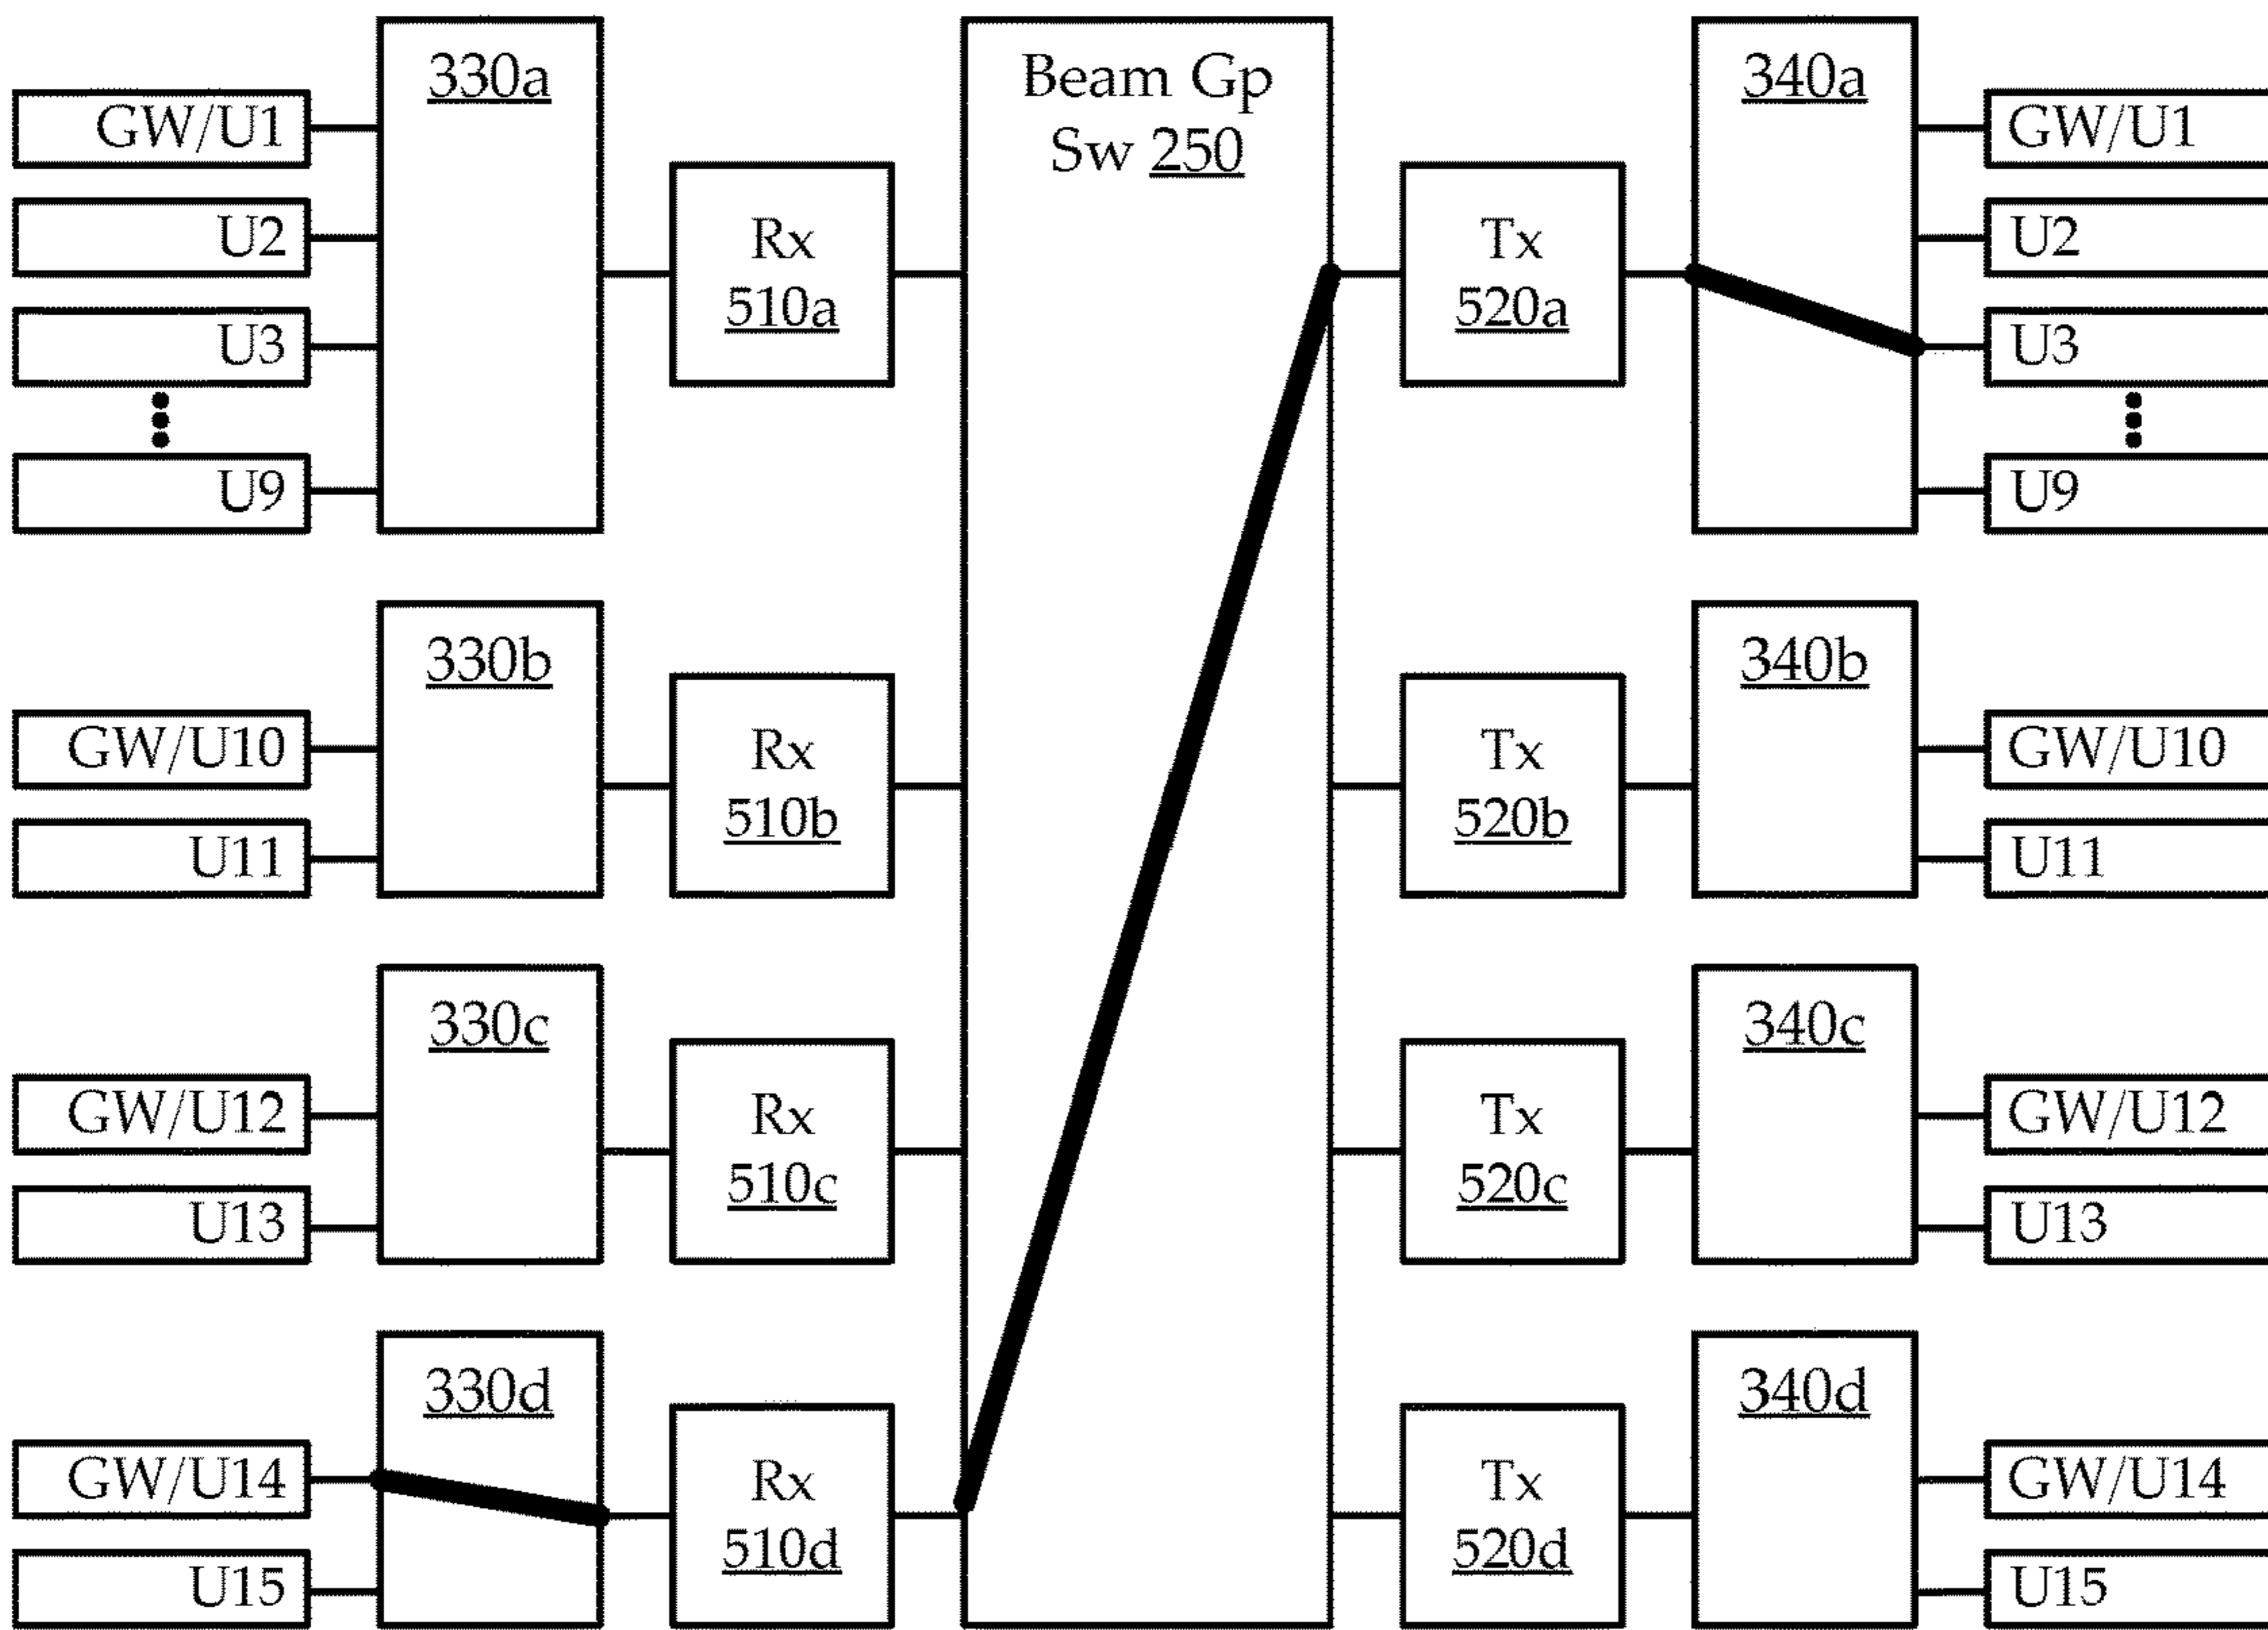 330a
GW/U1
U2
U3
U9
Rx
510a
Beam Gp
Sw 250
Tx
520a
340a
GW/U1
U2
U3
U9
330b
GW/U10
U11
Rx
510b
Tx
520b
340b
GW/U10
U11
330c
GW/U12
U13
Rx
510c
Tx
520c
340c
GW/U12
U13
330d
GW/U14
U15
Rx
510d
Tx
520d
340d
GW/U14
U15